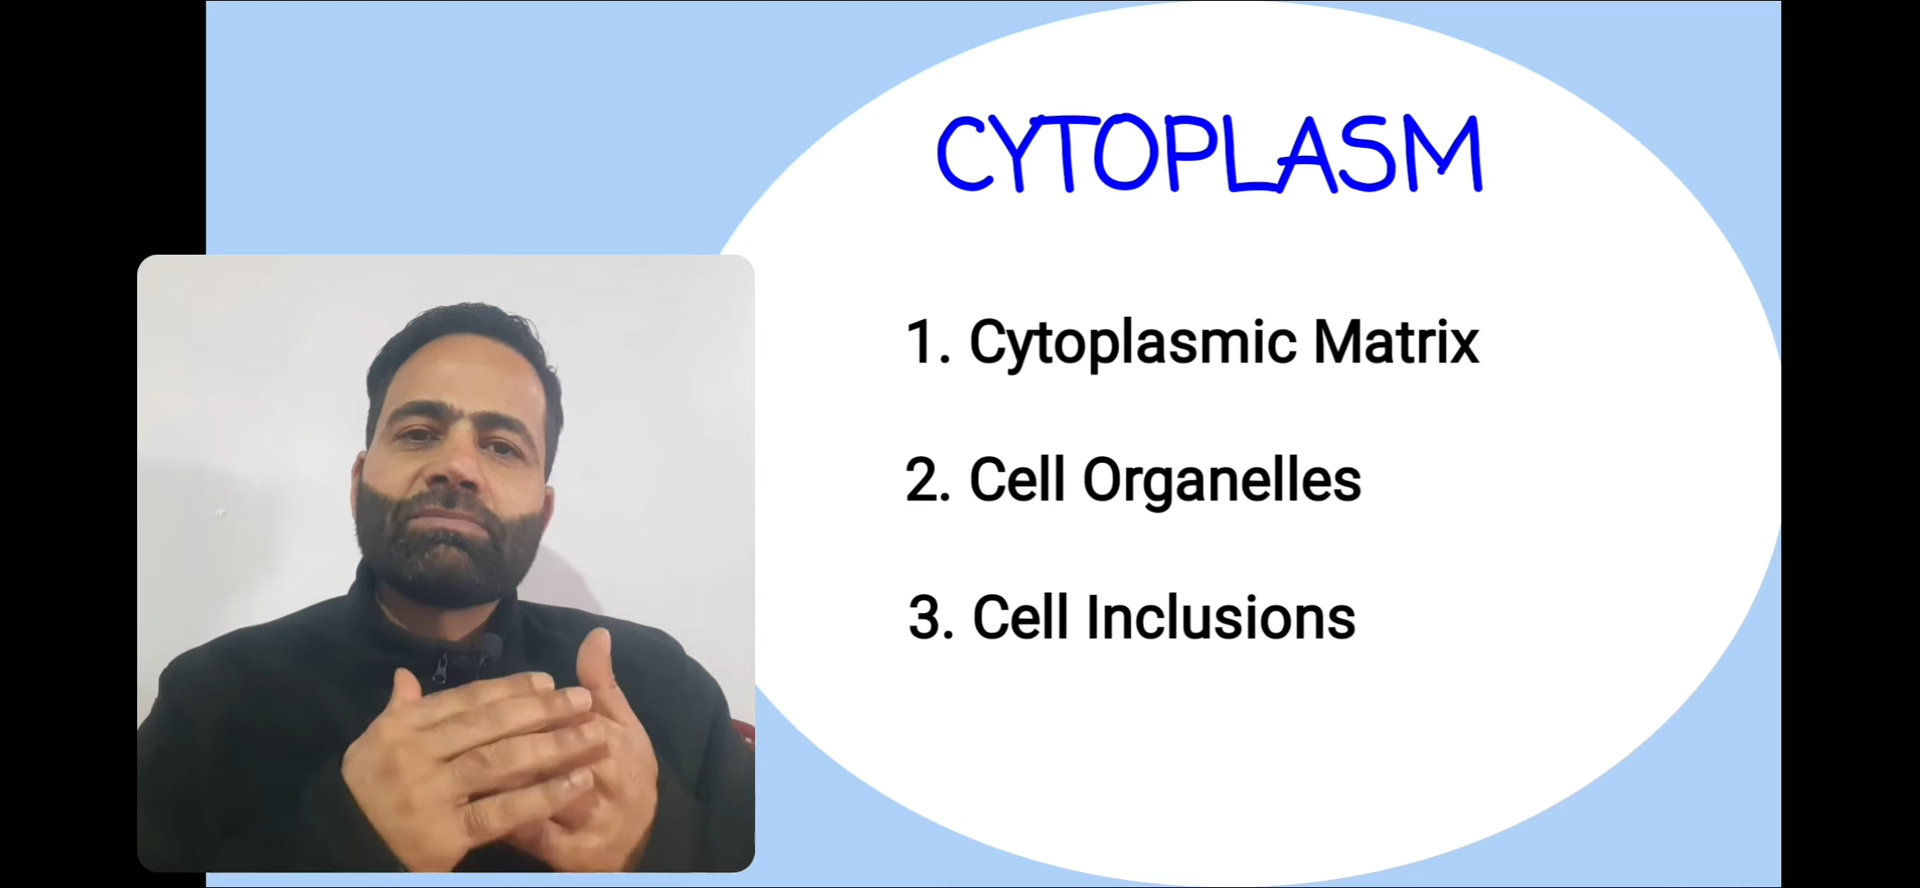 CYTOPLASM
1. Cytoplasmic Matrix
2. Cell Organelles
3. Cell Inclusions